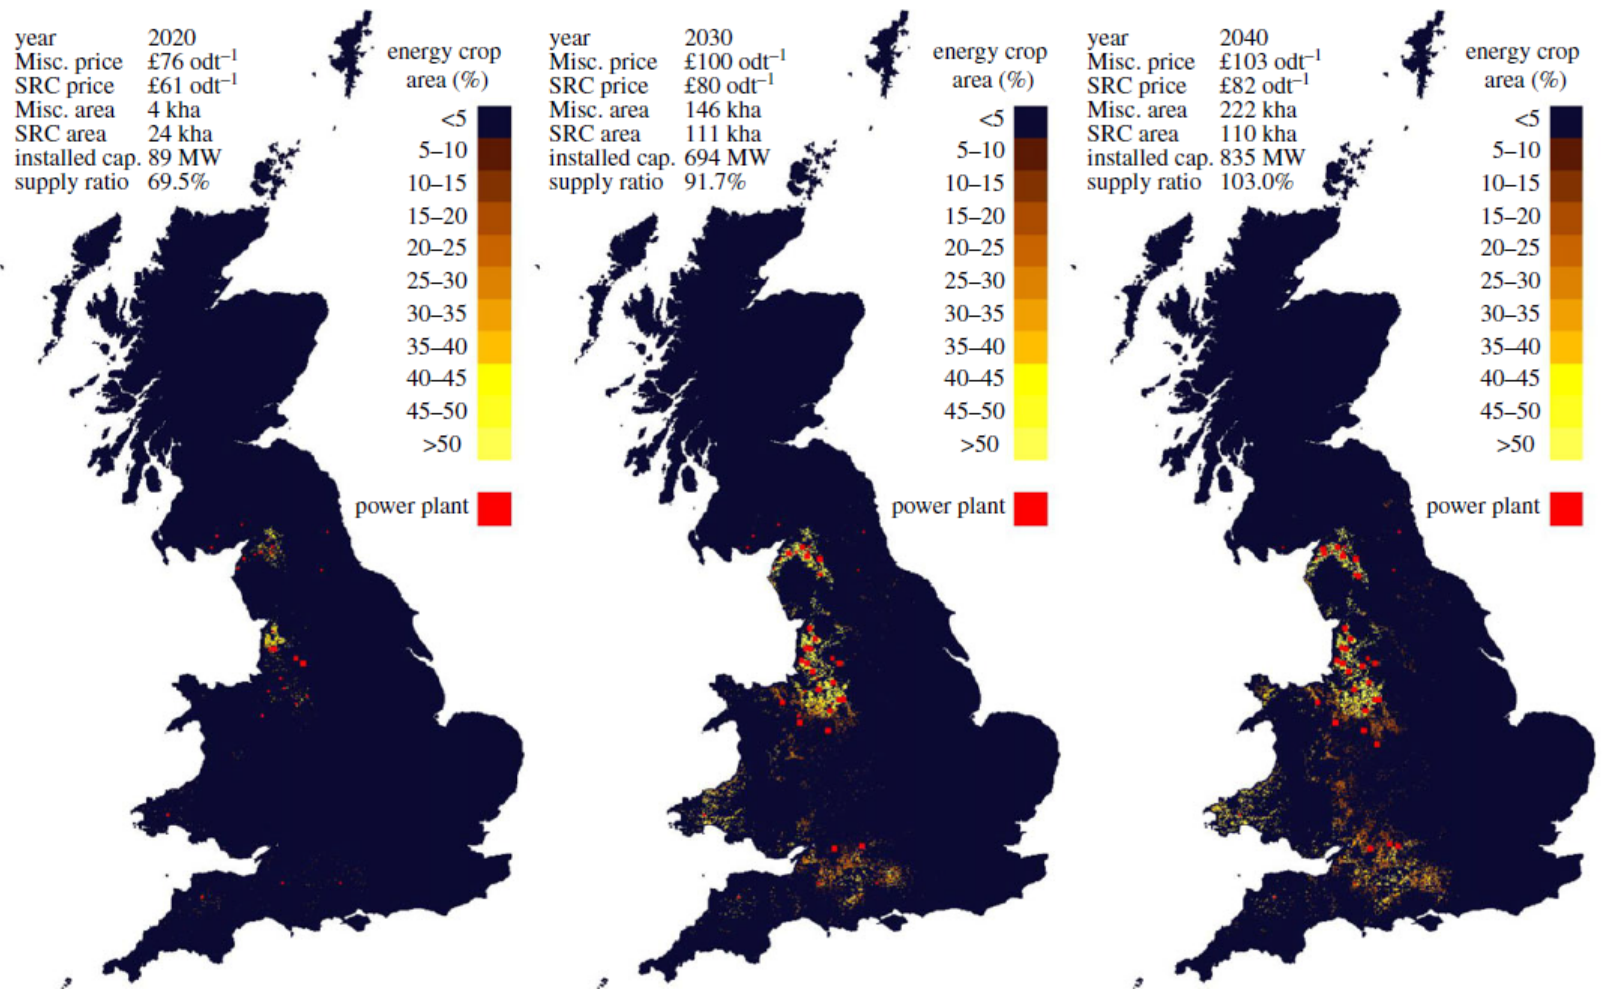 year 2020
Misc. price £76 odt⁻¹
SRC price £61 odt⁻¹
Misc. area 4 kha
SRC area 24 kha
installed cap. 89 MW
supply ratio 69.5%
energy crop
area (%)
<5
5–10
10–15
15–20
20–25
25–30
30–35
35–40
40–45
45–50
>50
power plant
year 2030
Misc. price £100 odt⁻¹
SRC price £80 odt⁻¹
Misc. area 146 kha
SRC area 111 kha
installed cap. 694 MW
supply ratio 91.7%
energy crop
area (%)
<5
5–10
10–15
15–20
20–25
25–30
30–35
35–40
40–45
45–50
>50
power plant
year 2040
Misc. price £103 odt⁻¹
SRC price £82 odt⁻¹
Misc. area 222 kha
SRC area 110 kha
installed cap. 835 MW
supply ratio 103.0%
energy crop
area (%)
<5
5–10
10–15
15–20
20–25
25–30
30–35
35–40
40–45
45–50
>50
power plant